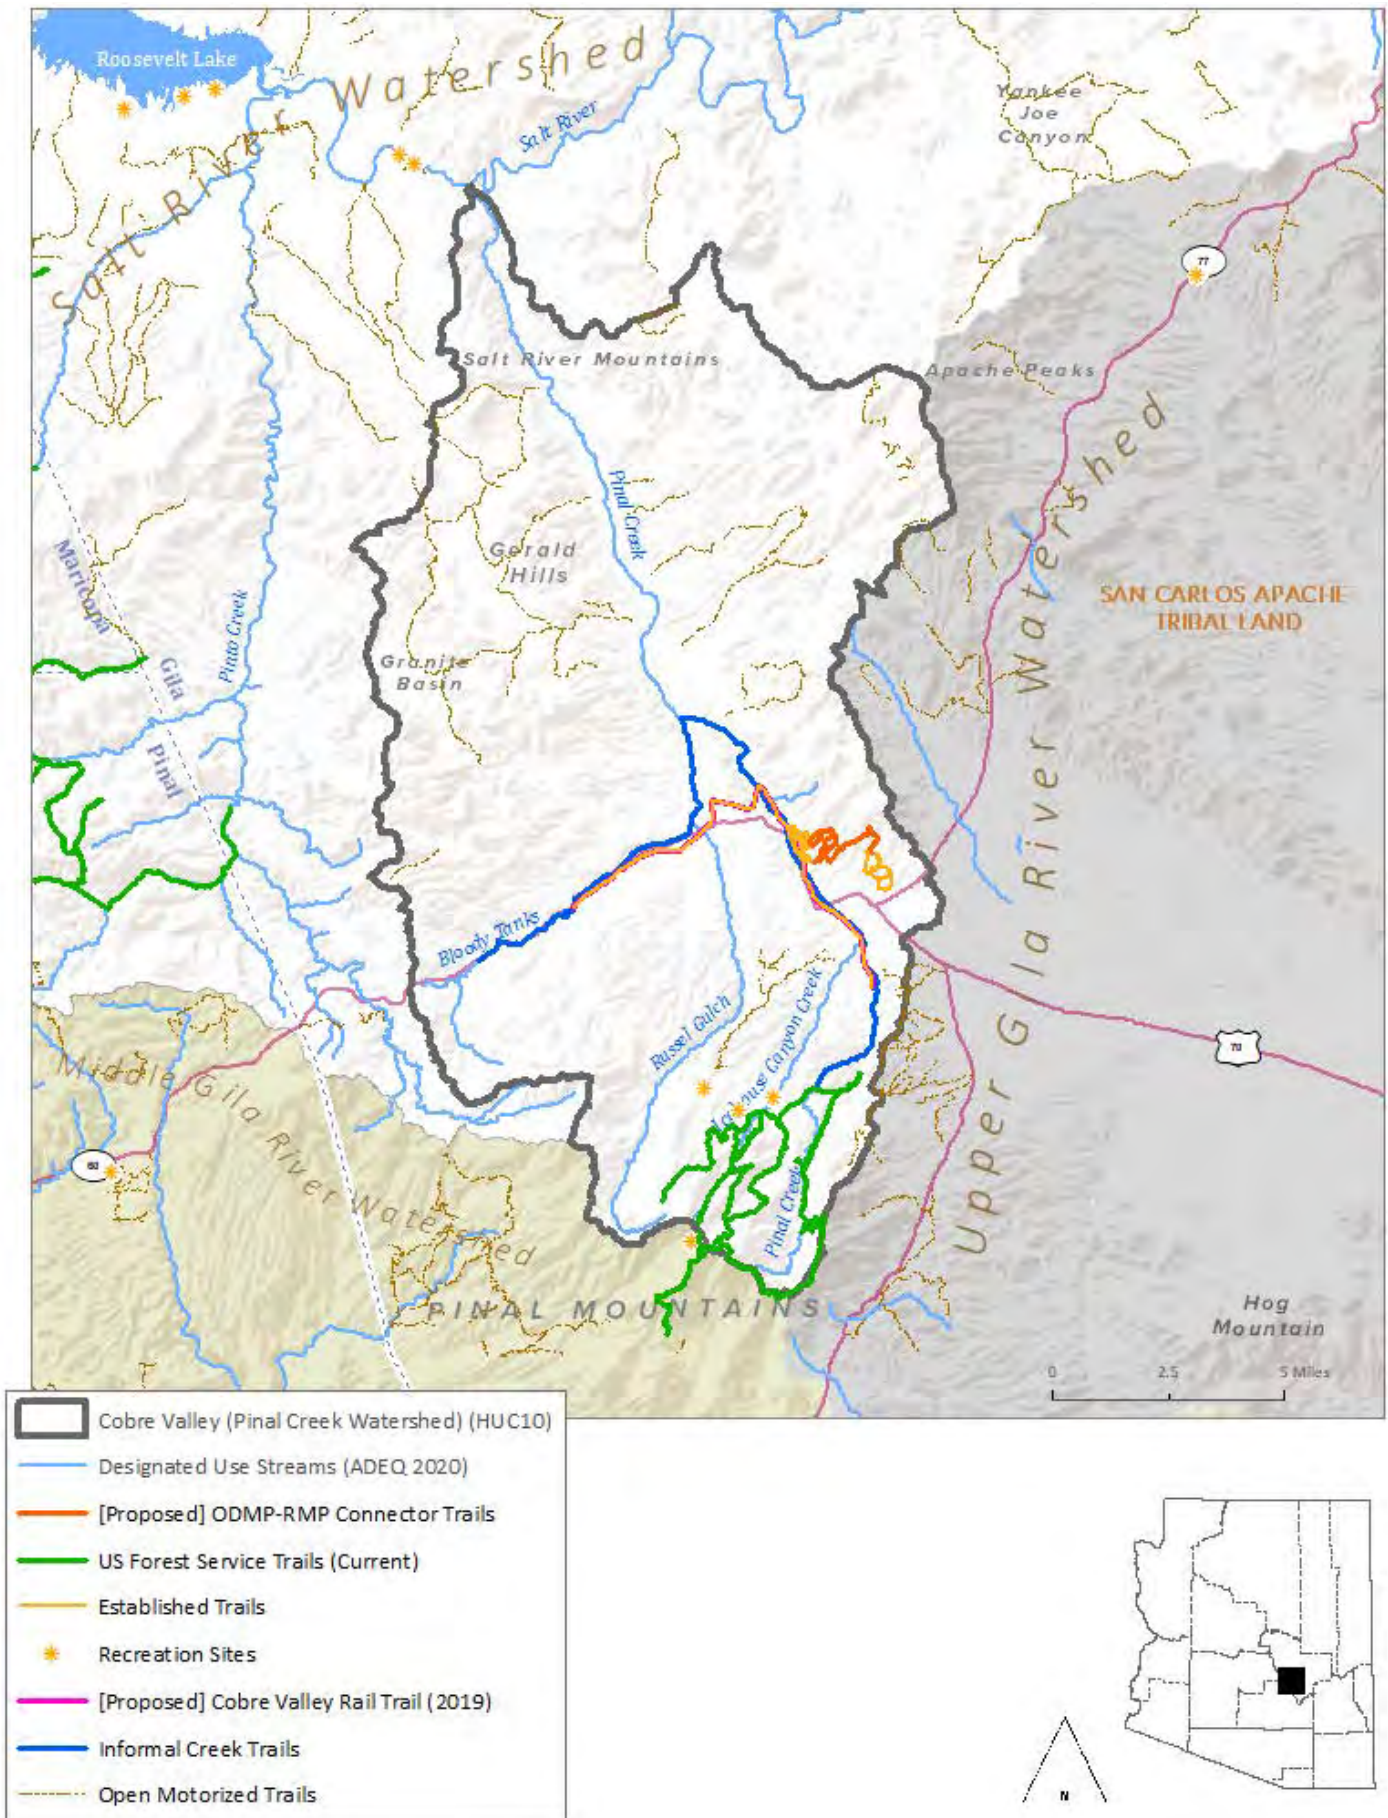 Roosevelt Lake
Salt River Watershed
Salt River
Yankee
Joe
Canyon
77
Salt River Mountains
Apache Peaks
Pinal Creek
Gerald
Hills
Maricopa
Gila
Pinal
Pinto Creek
Granite
Basin
SAN CARLOS APACHE
TRIBAL LAND
Upper Gila River Watershed
Bloody Tanks
Russel Gulch
Canyon Creek
70
Middle Gila River Watershed
60
Pinal Creek
PINAL MOUNTAINS
Hog
Mountain
0 2.5 5 Miles
Cobre Valley (Pinal Creek Watershed) (HUC10)
Designated Use Streams (ADEQ 2020)
[Proposed] ODMP-RMP Connector Trails
US Forest Service Trails (Current)
Established Trails
Recreation Sites
[Proposed] Cobre Valley Rail Trail (2019)
Informal Creek Trails
Open Motorized Trails
N